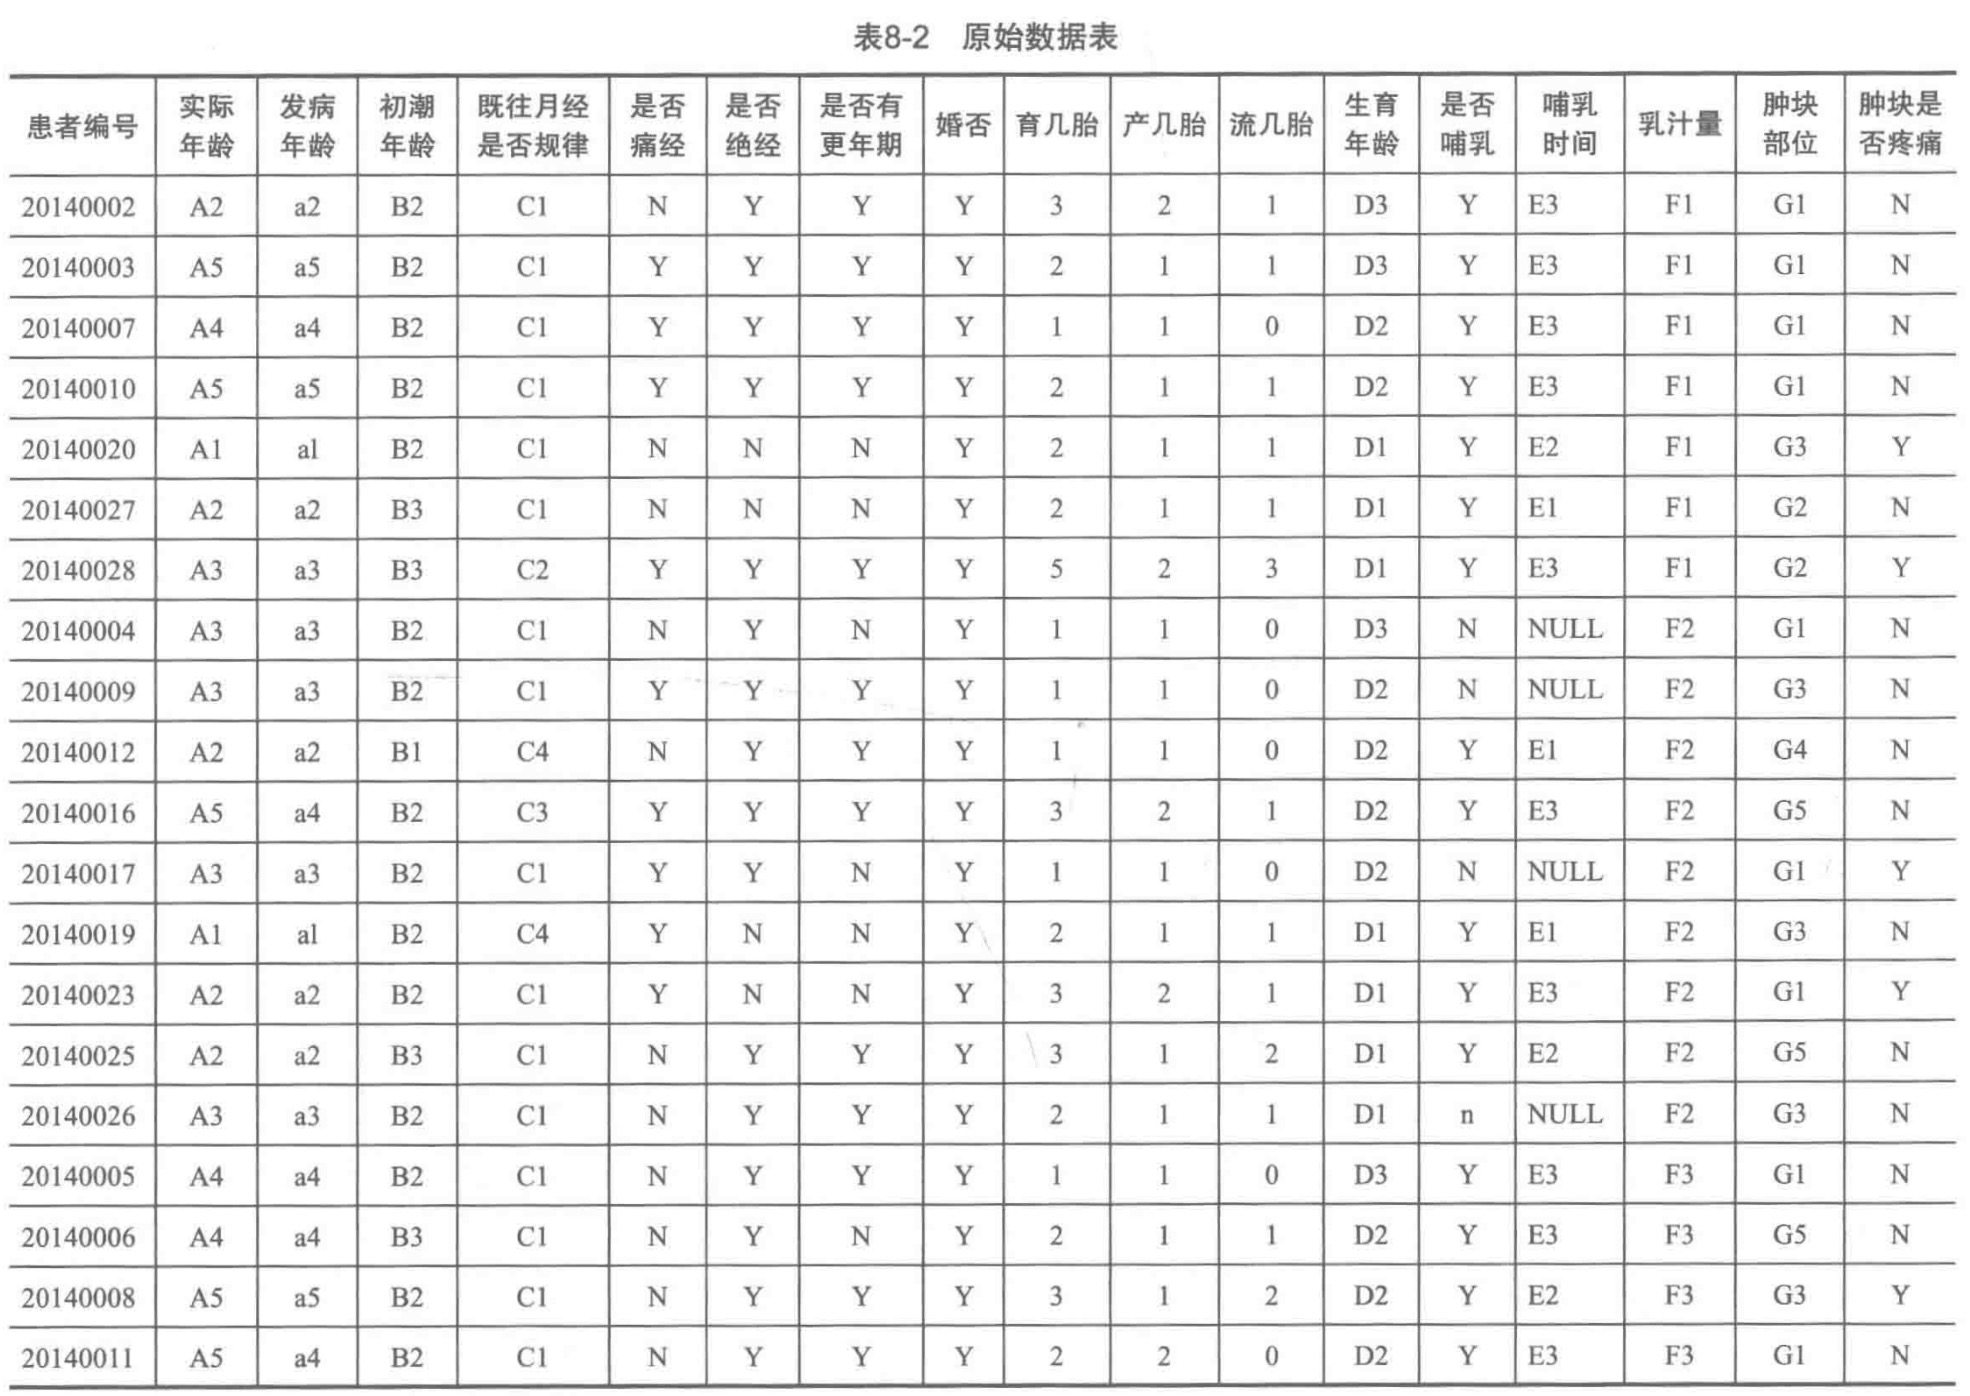 表8-2 原始数据表
患者编号 实际年龄 发病年龄 初潮年龄 既往月经是否规律 是否痛经 是否绝经 是否有更年期 婚否 育几胎 产几胎 流几胎 生育年龄 是否哺乳 哺乳时间 乳汁量 肿块部位 肿块是否疼痛
20140002 A2 a2 B2 C1 N Y Y Y 3 2 1 D3 Y E3 F1 G1 N
20140003 A5 a5 B2 C1 Y Y Y Y 2 1 1 D3 Y E3 F1 G1 N
20140007 A4 a4 B2 C1 Y Y Y Y 1 1 0 D2 Y E3 F1 G1 N
20140010 A5 a5 B2 C1 Y Y Y Y 2 1 1 D2 Y E3 F1 G1 N
20140020 A1 a1 B2 C1 N N N Y 2 1 1 D1 Y E2 F1 G3 Y
20140027 A2 a2 B3 C1 N N N Y 2 1 1 D1 Y E1 F1 G2 N
20140028 A3 a3 B3 C2 Y Y Y Y 5 2 3 D1 Y E3 F1 G2 Y
20140004 A3 a3 B2 C1 N Y N Y 1 1 0 D3 N NULL F2 G1 N
20140009 A3 a3 B2 C1 Y Y Y Y 1 1 0 D2 N NULL F2 G3 N
20140012 A2 a2 B1 C4 N Y Y Y 1 1 0 D2 Y E1 F2 G4 N
20140016 A5 a4 B2 C3 Y Y Y Y 3 2 1 D2 Y E3 F2 G5 N
20140017 A3 a3 B2 C1 Y Y N Y 1 1 0 D2 N NULL F2 G1 Y
20140019 A1 a1 B2 C4 Y N N Y 2 1 1 D1 Y E1 F2 G3 N
20140023 A2 a2 B2 C1 Y N N Y 3 2 1 D1 Y E3 F2 G1 Y
20140025 A2 a2 B3 C1 N Y Y Y 3 1 2 D1 Y E2 F2 G5 N
20140026 A3 a3 B2 C1 N Y Y Y 2 1 1 D1 n NULL F2 G3 N
20140005 A4 a4 B2 C1 N Y Y Y 1 1 0 D3 Y E3 F3 G1 N
20140006 A4 a4 B3 C1 N Y N Y 2 1 1 D2 Y E3 F3 G5 N
20140008 A5 a5 B2 C1 N Y Y Y 3 1 2 D2 Y E2 F3 G3 Y
20140011 A5 a4 B2 C1 N Y Y Y 2 2 0 D2 Y E3 F3 G1 N